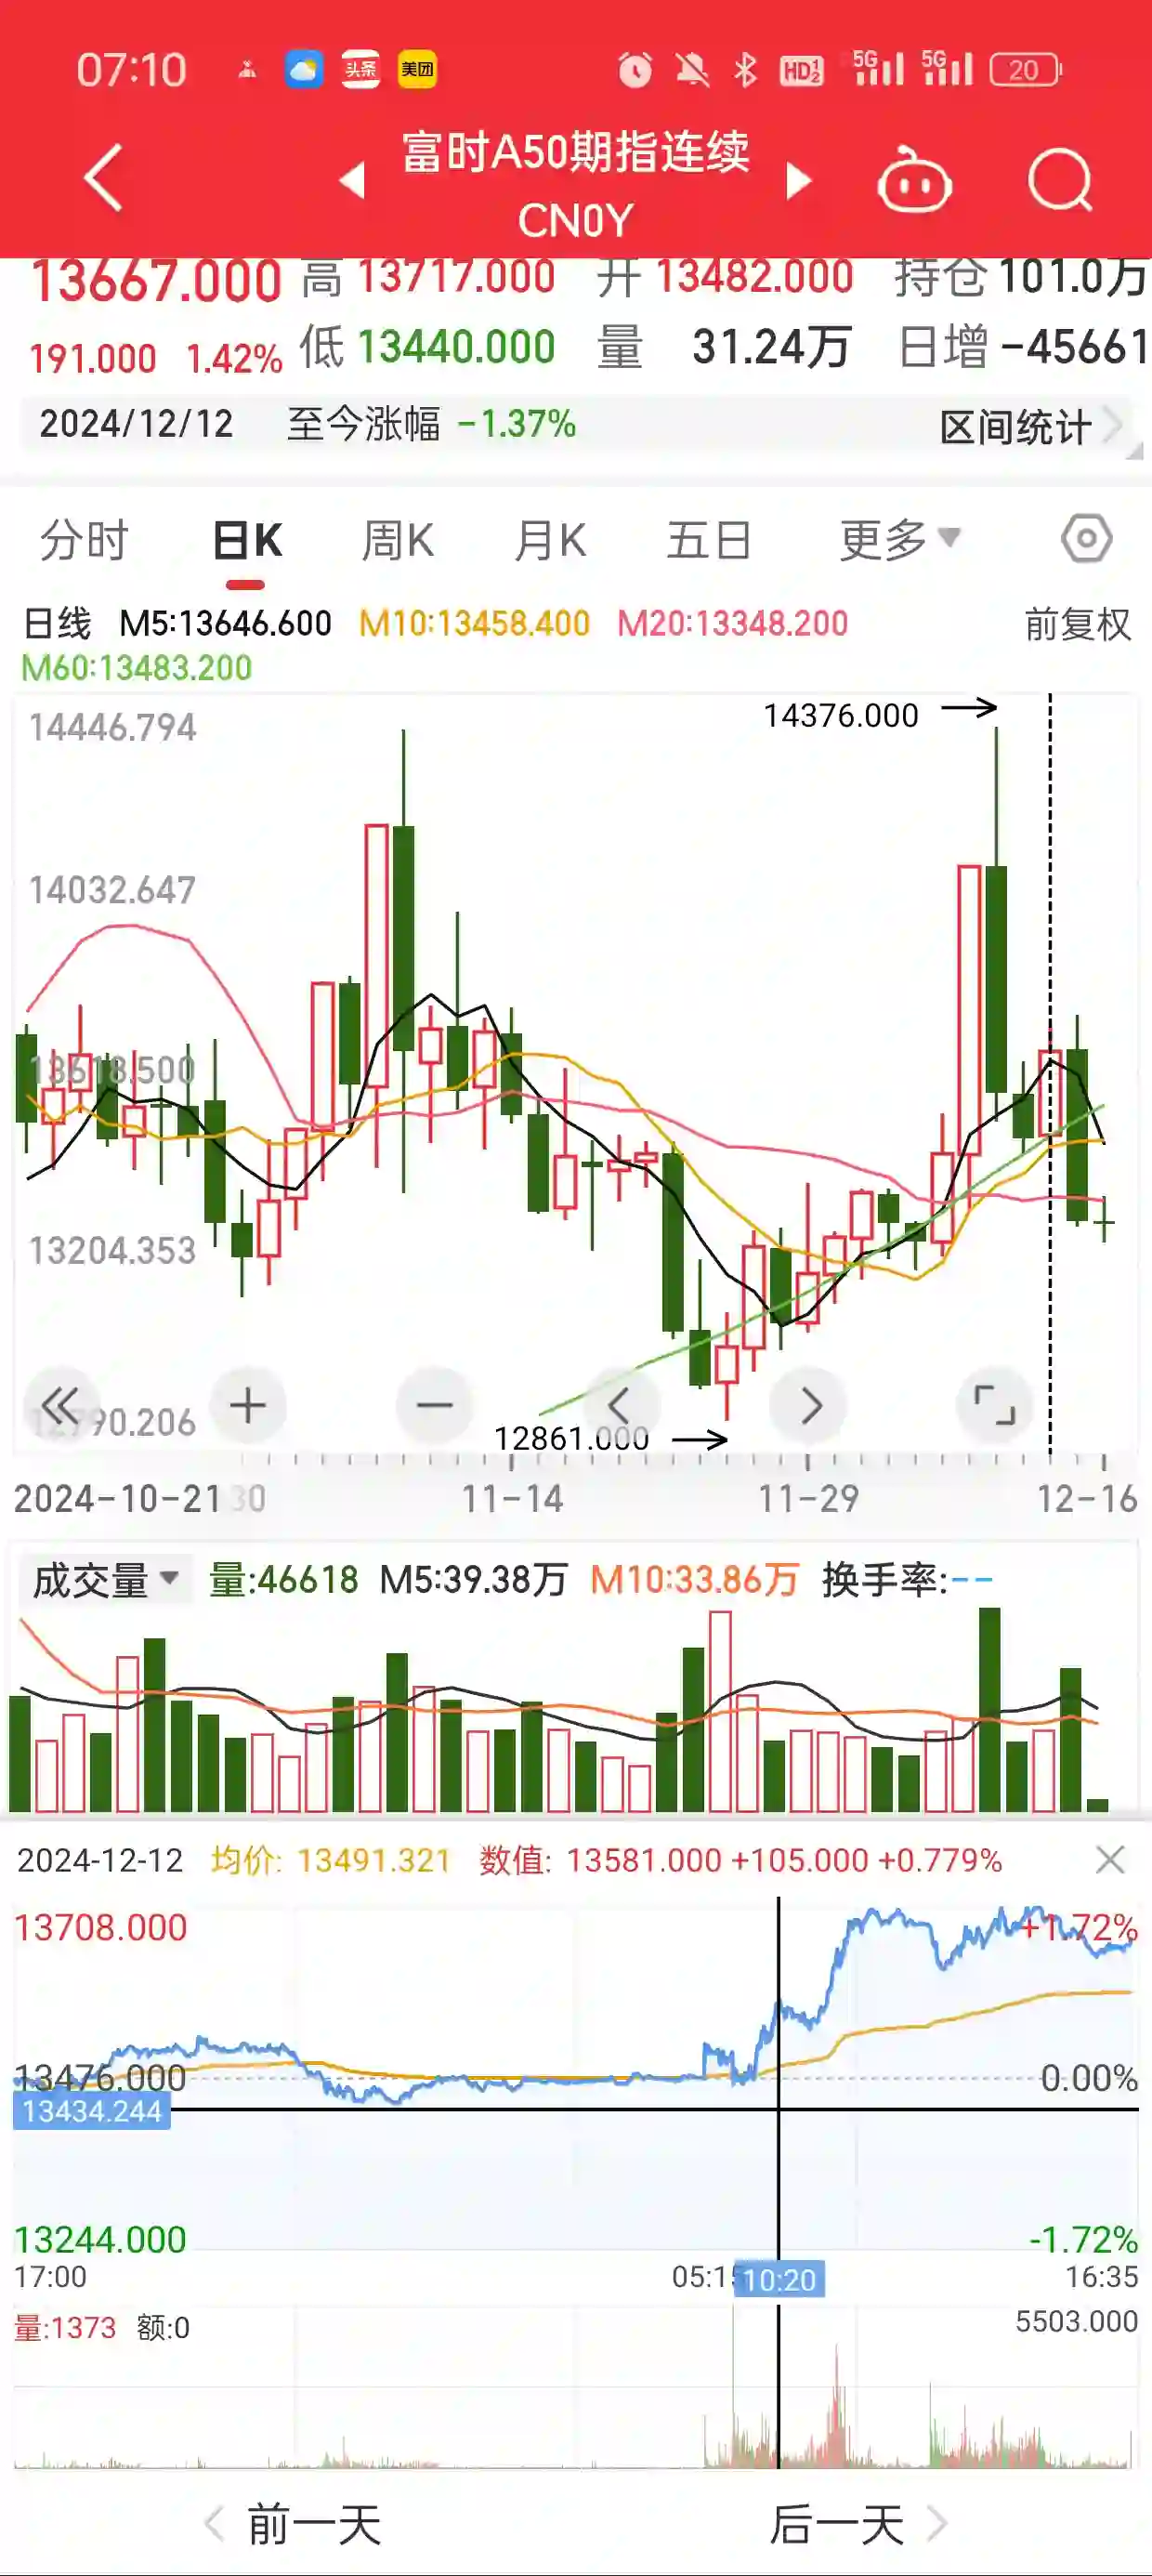 07:10 头条 美团 HD 1 2 5G 5G 20
富时A50期指连续
CN0Y
13667.000 高 13717.000 开 13482.000 持仓 101.0万
191.000 1.42% 低 13440.000 量 31.24万 日增 -45661
2024/12/12 至今涨幅 -1.37% 区间统计
分时 日K 周K 月K 五日 更多
日线 M5:13646.600 M10:13458.400 M20:13348.200 前复权
M60:13483.200
14376.000
14446.794
14032.647
13618.500
13204.353
12790.206
12861.000
2024-10-21 30 11-14 11-29 12-16
成交量 量:46618 M5:39.38万 M10:33.86万 换手率:--
2024-12-12 均价: 13491.321 数值: 13581.000 +105.000 +0.779%
13708.000 +1.72%
13476.000 0.00%
13434.244
13244.000 -1.72%
17:00 05:15 10:20 16:35
量:1373 额:0 5503.000
前一天 后一天